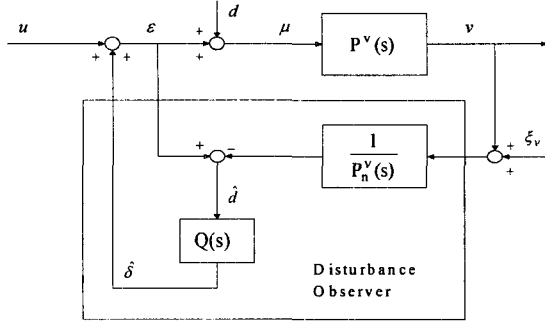 d
u ε μ P^v(s) v
+ + + +
ξ_v
+ − 1 / P_n^v(s) + +
d̂
Q(s)
δ̂
Disturbance
Observer